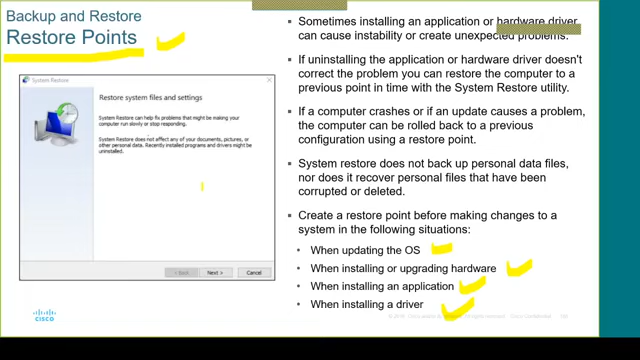 Backup and Restore
Restore Points
System Restore
Restore system files and settings
System Restore can help fix problems that might be making your
computer run slowly or stop responding.
System Restore does not affect any of your documents, pictures, or
other personal data. Recently installed programs and drivers might be
uninstalled.
< Back
Next >
Cancel
CISCO
Sometimes installing an application or hardware driver
can cause instability or create unexpected problems.
If uninstalling the application or hardware driver doesn't
correct the problem you can restore the computer to a
previous point in time with the System Restore utility.
If a computer crashes or if an update causes a problem,
the computer can be rolled back to a previous
configuration using a restore point.
System restore does not back up personal data files,
nor does it recover personal files that have been
corrupted or deleted.
Create a restore point before making changes to a
system in the following situations:
When updating the OS
When installing or upgrading hardware
When installing an application
When installing a driver